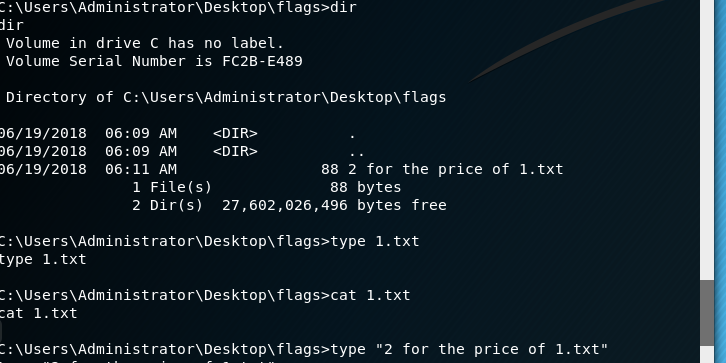 C:\Users\Administrator\Desktop\flags>dir
dir
Volume in drive C has no label.
Volume Serial Number is FC2B-E489
Directory of C:\Users\Administrator\Desktop\flags
06/19/2018  06:09 AM    <DIR>          .
06/19/2018  06:09 AM    <DIR>          ..
06/19/2018  06:11 AM                88 2 for the price of 1.txt
1 File(s)             88 bytes
2 Dir(s)  27,602,026,496 bytes free
C:\Users\Administrator\Desktop\flags>type 1.txt
type 1.txt
C:\Users\Administrator\Desktop\flags>cat 1.txt
cat 1.txt
C:\Users\Administrator\Desktop\flags>type "2 for the price of 1.txt"